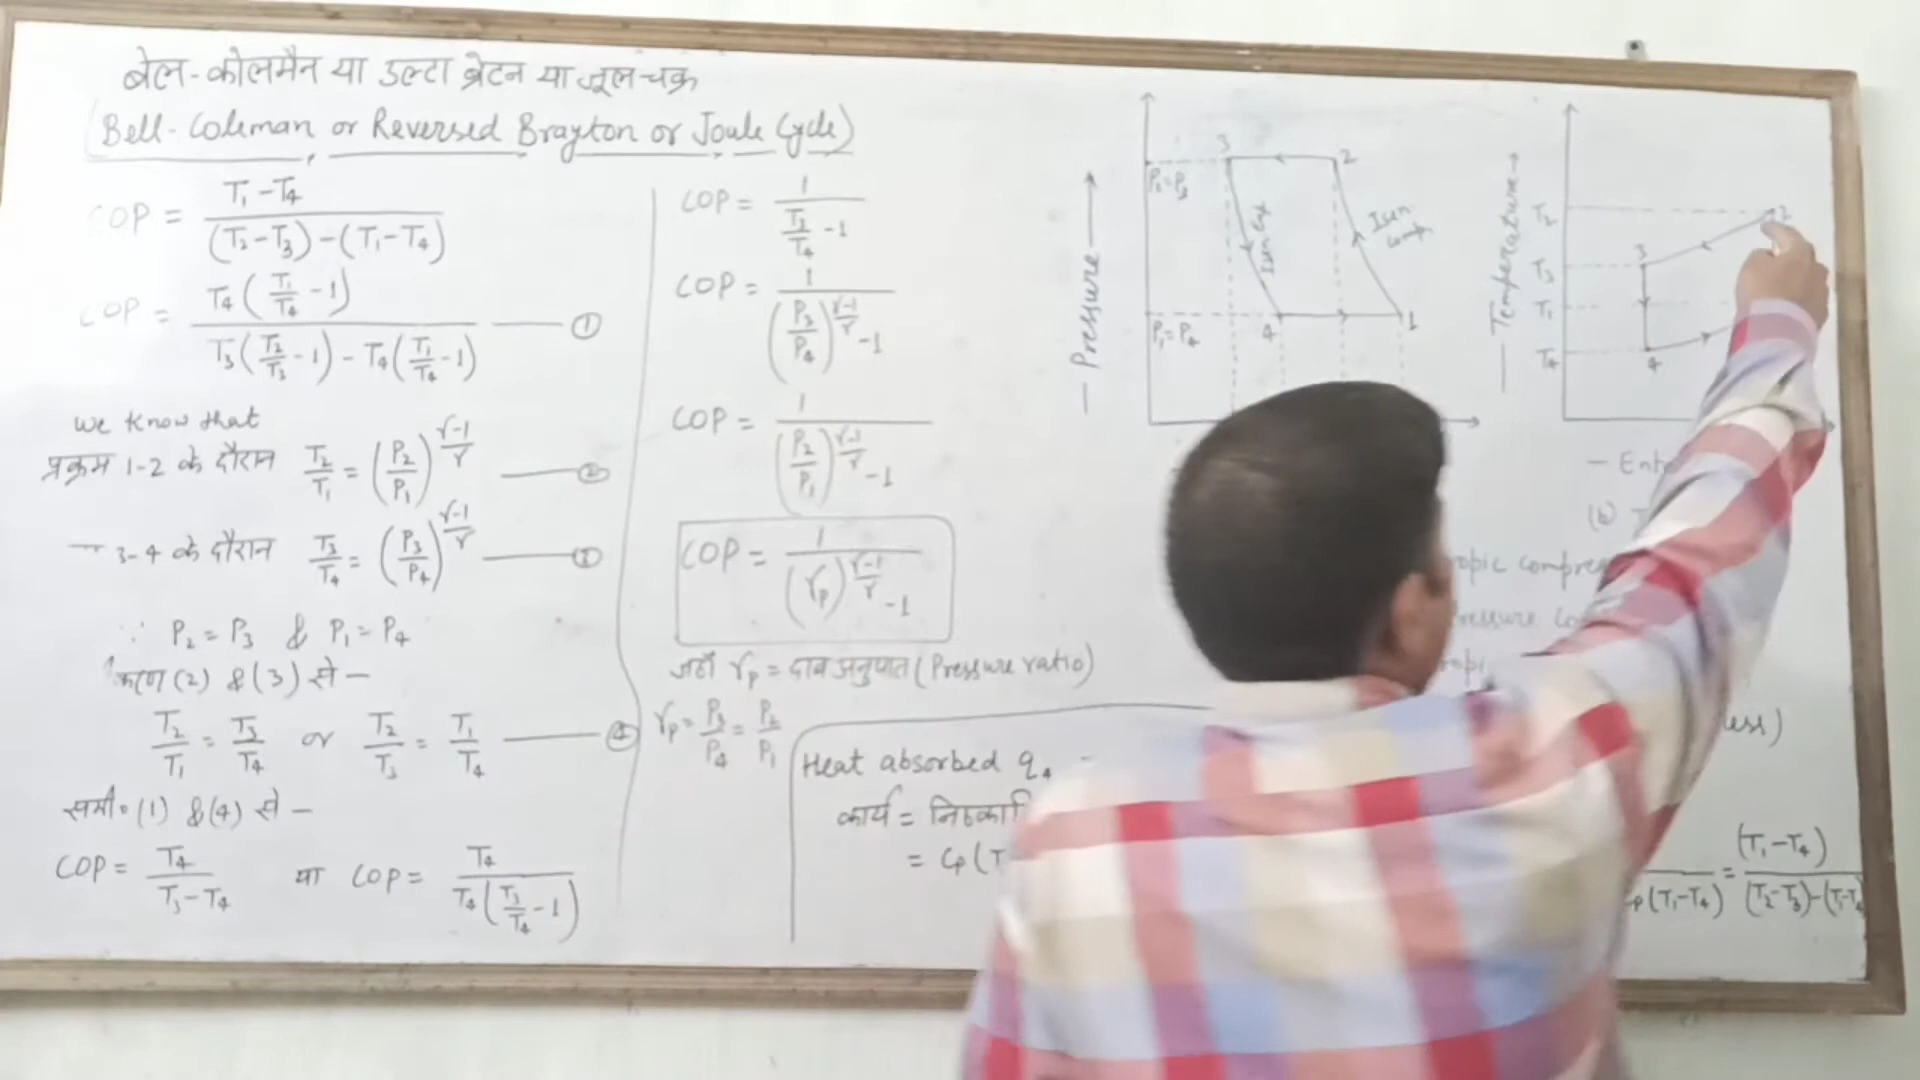 बेल-कोलमैन या उल्टा ब्रेटन या जूल चक्र
(Bell-Coleman or Reversed Brayton or Joule Cycle)
COP = T₁-T₄ / (T₂-T₃)-(T₁-T₄)
COP = T₄(T₁/T₄ -1) / T₃(T₂/T₃ -1) - T₄(T₁/T₄ -1) — ①
We know that
प्रक्रम 1-2 के दौरान T₂/T₁ = (P₂/P₁)^(γ-1/γ) — ②
3-4 के दौरान T₃/T₄ = (P₃/P₄)^(γ-1/γ)
∵ P₂ = P₃ & P₁ = P₄
(2) & (3) से —
T₂/T₁ = T₃/T₄ or T₂/T₃ = T₁/T₄ — ④
समी० (1) & (4) से —
COP = T₄ / T₃-T₄ या COP = T₄ / T₄(T₃/T₄ -1)
COP = 1 / T₃/T₄ -1
COP = 1 / (P₃/P₄)^(γ-1/γ) -1
COP = 1 / (P₂/P₁)^(γ-1/γ) -1
COP = 1 / (rp)^(γ-1/γ) -1
जहाँ rp = दाब अनुपात (Pressure ratio)
rp = P₃/P₄ = P₂/P₁
Heat absorbed
कार्य =
= Cp(T
— Pressure →
P₂=P₃
P₁=P₄
3
2
4
1
Isen Exp
Isen
— Temperature →
T₂
T₃
T₁
T₄
2
3
4
(b)
(T₁-T₄) = (T₁-T₄) / (T₂-T₃)-(T₁-T₄